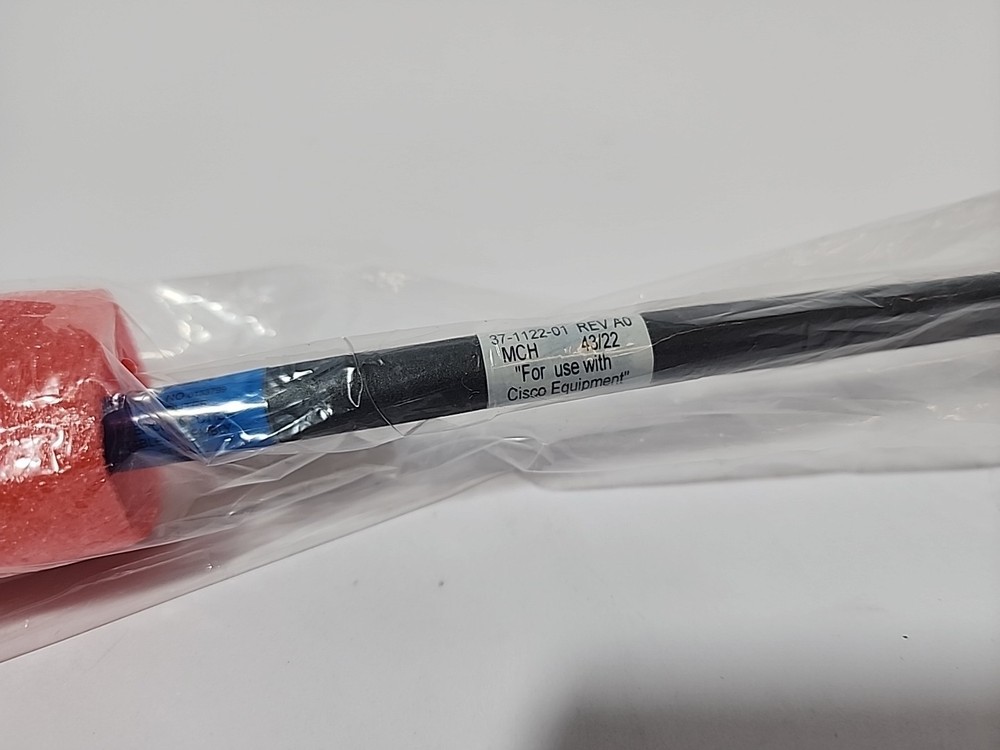 37-1122-01 REV A0
MCH 43/22
"For use with
Cisco Equipment"